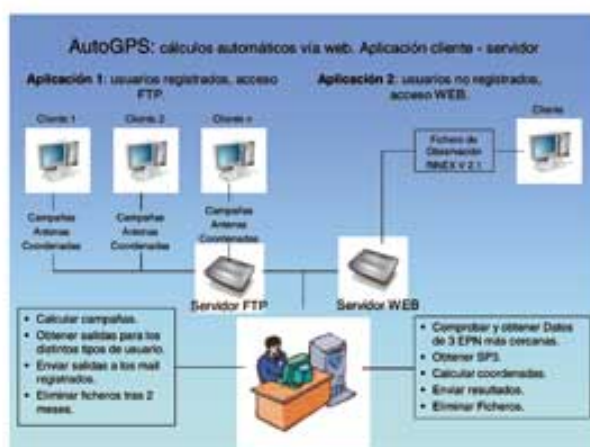 AutoGPS: cálculos automáticos vía web. Aplicación cliente - servidor
Aplicación 1: usuarios registrados, acceso
FTP.
Aplicación 2: usuarios no registrados,
acceso WEB.
Cliente 1
Cliente 2
Cliente n
Cliente
Fichero de
Observación
RINEX V 2.1
Campañas
Antenas
Coordenadas
Campañas
Antenas
Coordenadas
Campañas
Antenas
Coordenadas
Servidor FTP
Servidor WEB
• Calcular campañas.
• Obtener salidas para los
distintos tipos de usuario.
• Enviar salidas a los mail
registrados.
• Eliminar ficheros tras 2
meses.
• Comprobar y obtener Datos
de 3 EPN más cercanas.
• Obtener SP3.
• Calcular coordenadas.
• Enviar resultados.
• Eliminar Ficheros.